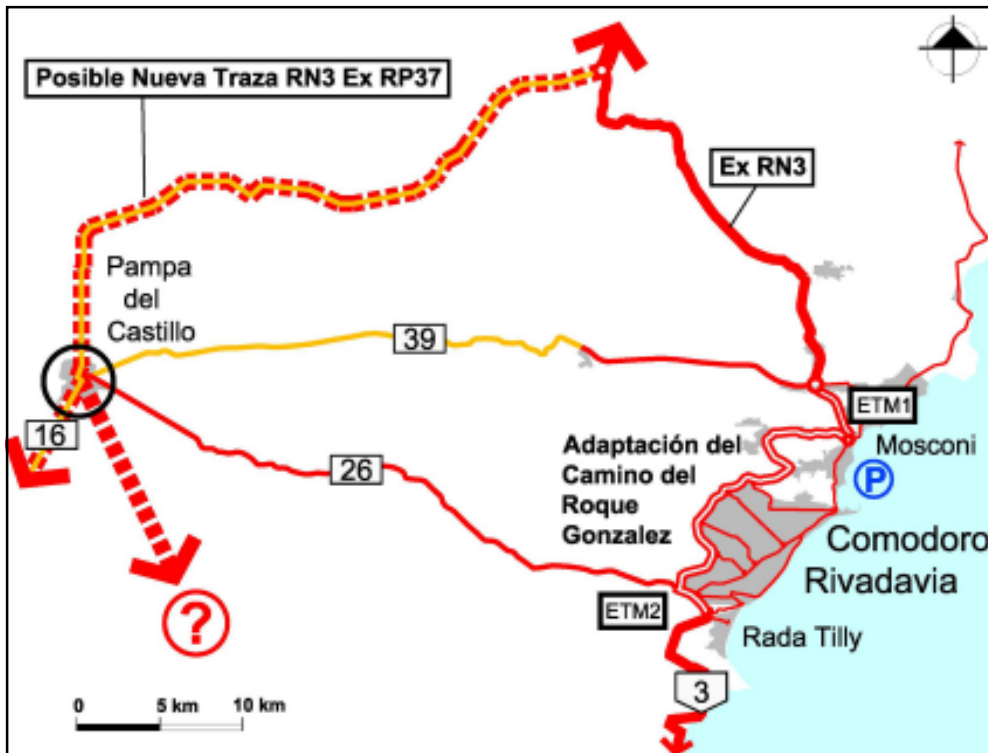 Posible Nueva Traza RN3 Ex RP37
Ex RN3
Pampa
del
Castillo
39
ETM1
16
Mosconi
Adaptación del
Camino del
Roque
Gonzalez
26
P
Comodoro
Rivadavia
ETM2
?
Rada Tilly
3
0 5 km 10 km